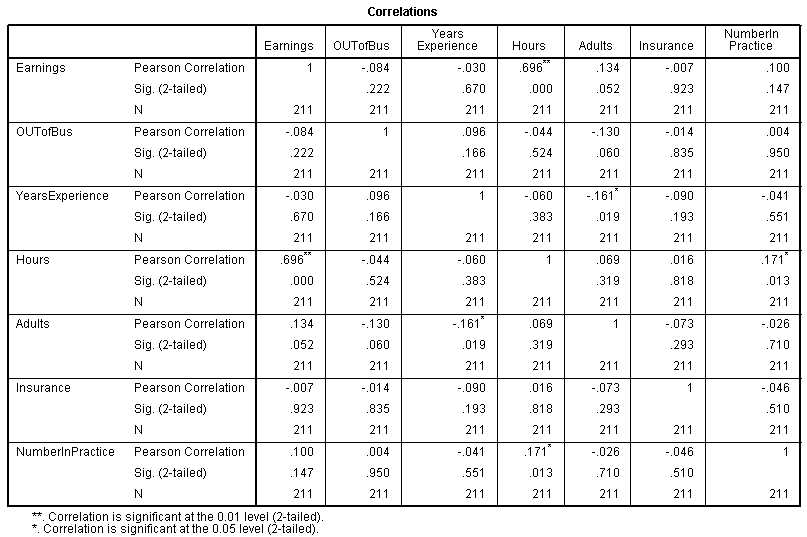 Correlations
Earnings OUTofBus Years Experience Hours Adults Insurance NumberIn Practice
Earnings Pearson Correlation 1 -.084 -.030 .696** .134 -.007 .100
Sig. (2-tailed) .222 .670 .000 .052 .923 .147
N 211 211 211 211 211 211 211
OUTofBus Pearson Correlation -.084 1 .096 -.044 -.130 -.014 .004
Sig. (2-tailed) .222 .166 .524 .060 .835 .950
N 211 211 211 211 211 211 211
YearsExperience Pearson Correlation -.030 .096 1 -.060 -.161* -.090 -.041
Sig. (2-tailed) .670 .166 .383 .019 .193 .551
N 211 211 211 211 211 211 211
Hours Pearson Correlation .696** -.044 -.060 1 .069 .016 .171*
Sig. (2-tailed) .000 .524 .383 .319 .818 .013
N 211 211 211 211 211 211 211
Adults Pearson Correlation .134 -.130 -.161* .069 1 -.073 -.026
Sig. (2-tailed) .052 .060 .019 .319 .293 .710
N 211 211 211 211 211 211 211
Insurance Pearson Correlation -.007 -.014 -.090 .016 -.073 1 -.046
Sig. (2-tailed) .923 .835 .193 .818 .293 .510
N 211 211 211 211 211 211 211
NumberInPractice Pearson Correlation .100 .004 -.041 .171* -.026 -.046 1
Sig. (2-tailed) .147 .950 .551 .013 .710 .510
N 211 211 211 211 211 211 211
**. Correlation is significant at the 0.01 level (2-tailed).
*. Correlation is significant at the 0.05 level (2-tailed).